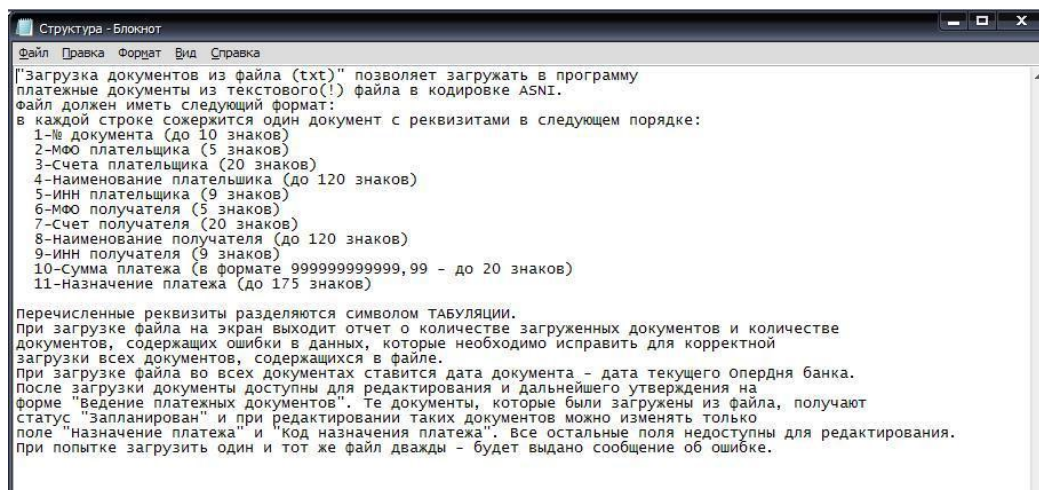 Структура - Блокнот
Файл Правка Формат Вид Справка
"Загрузка документов из файла (txt)" позволяет загружать в программу
платежные документы из текстового(!) файла в кодировке ASNI.
Файл должен иметь следующий формат:
в каждой строке сожержится один документ с реквизитами в следующем порядке:
1-№ документа (до 10 знаков)
2-МФО плательщика (5 знаков)
3-Счета плательщика (20 знаков)
4-Наименование плательшика (до 120 знаков)
5-ИНН плательщика (9 знаков)
6-МФО получателя (5 знаков)
7-Счет получателя (20 знаков)
8-Наименование получателя (до 120 знаков)
9-ИНН получателя (9 знаков)
10-Сумма платежа (в формате 999999999999,99 - до 20 знаков)
11-Назначение платежа (до 175 знаков)
Перечисленные реквизиты разделяются символом ТАБУЛЯЦИИ.
При загрузке файла на экран выходит отчет о количестве загруженных документов и количестве
документов, содержащих ошибки в данных, которые необходимо исправить для корректной
загрузки всех документов, содержащихся в файле.
При загрузке файла во всех документах ставится дата документа - дата текущего ОперДня банка.
После загрузки документы доступны для редактирования и дальнейшего утверждения на
форме "Ведение платежных документов". Те документы, которые были загружены из файла, получают
статус "Запланирован" и при редактировании таких документов можно изменять только
поле "Назначение платежа" и "Код назначения платежа". Все остальные поля недоступны для редактирования.
При попытке загрузить один и тот же файл дважды - будет выдано сообщение об ошибке.